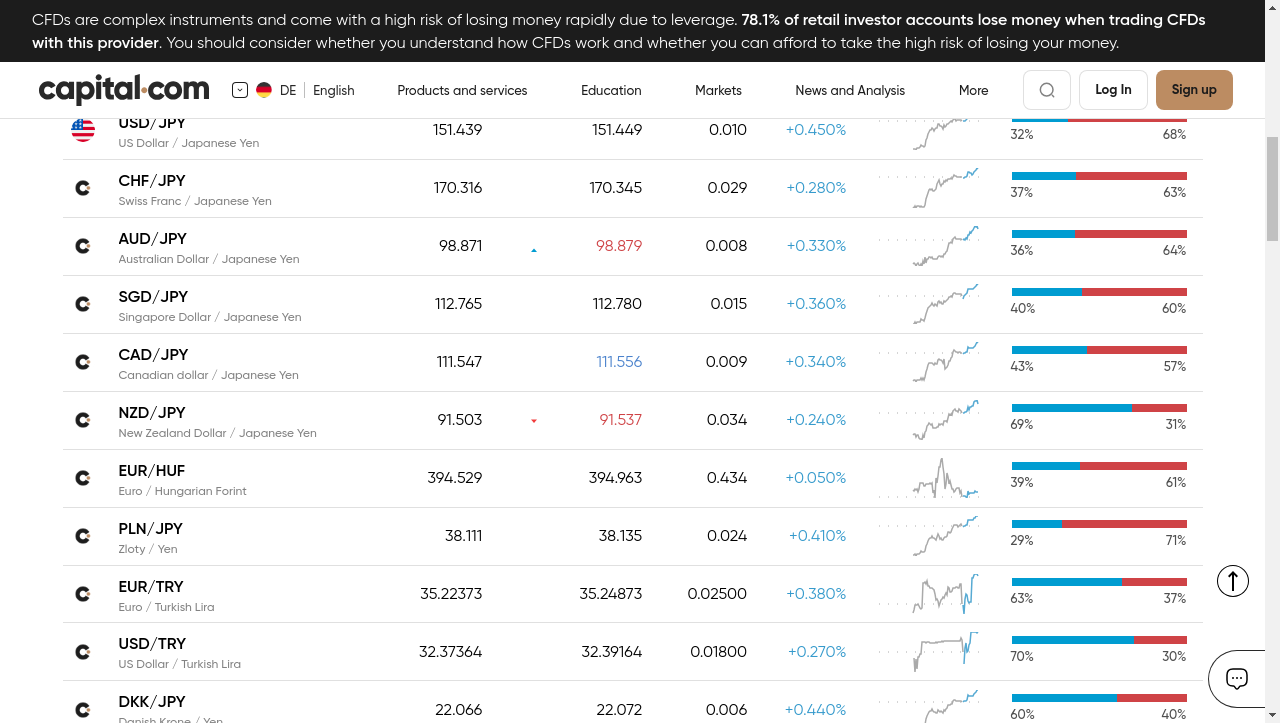 CFDs are complex instruments and come with a high risk of losing money rapidly due to leverage. 78.1% of retail investor accounts lose money when trading CFDs
with this provider. You should consider whether you understand how CFDs work and whether you can afford to take the high risk of losing your money.
capital.com DE English Products and services Education Markets News and Analysis More Log In Sign up
USD/JPY 151.439 151.449 0.010 +0.450% 32% 68%
US Dollar / Japanese Yen
CHF/JPY 170.316 170.345 0.029 +0.280% 37% 63%
Swiss Franc / Japanese Yen
AUD/JPY 98.871 98.879 0.008 +0.330% 36% 64%
Australian Dollar / Japanese Yen
SGD/JPY 112.765 112.780 0.015 +0.360% 40% 60%
Singapore Dollar / Japanese Yen
CAD/JPY 111.547 111.556 0.009 +0.340% 43% 57%
Canadian dollar / Japanese Yen
NZD/JPY 91.503 91.537 0.034 +0.240% 69% 31%
New Zealand Dollar / Japanese Yen
EUR/HUF 394.529 394.963 0.434 +0.050% 39% 61%
Euro / Hungarian Forint
PLN/JPY 38.111 38.135 0.024 +0.410% 29% 71%
Zloty / Yen
EUR/TRY 35.22373 35.24873 0.02500 +0.380% 63% 37%
Euro / Turkish Lira
USD/TRY 32.37364 32.39164 0.01800 +0.270% 70% 30%
US Dollar / Turkish Lira
DKK/JPY 22.066 22.072 0.006 +0.440% 60% 40%
Danish Krone / Yen